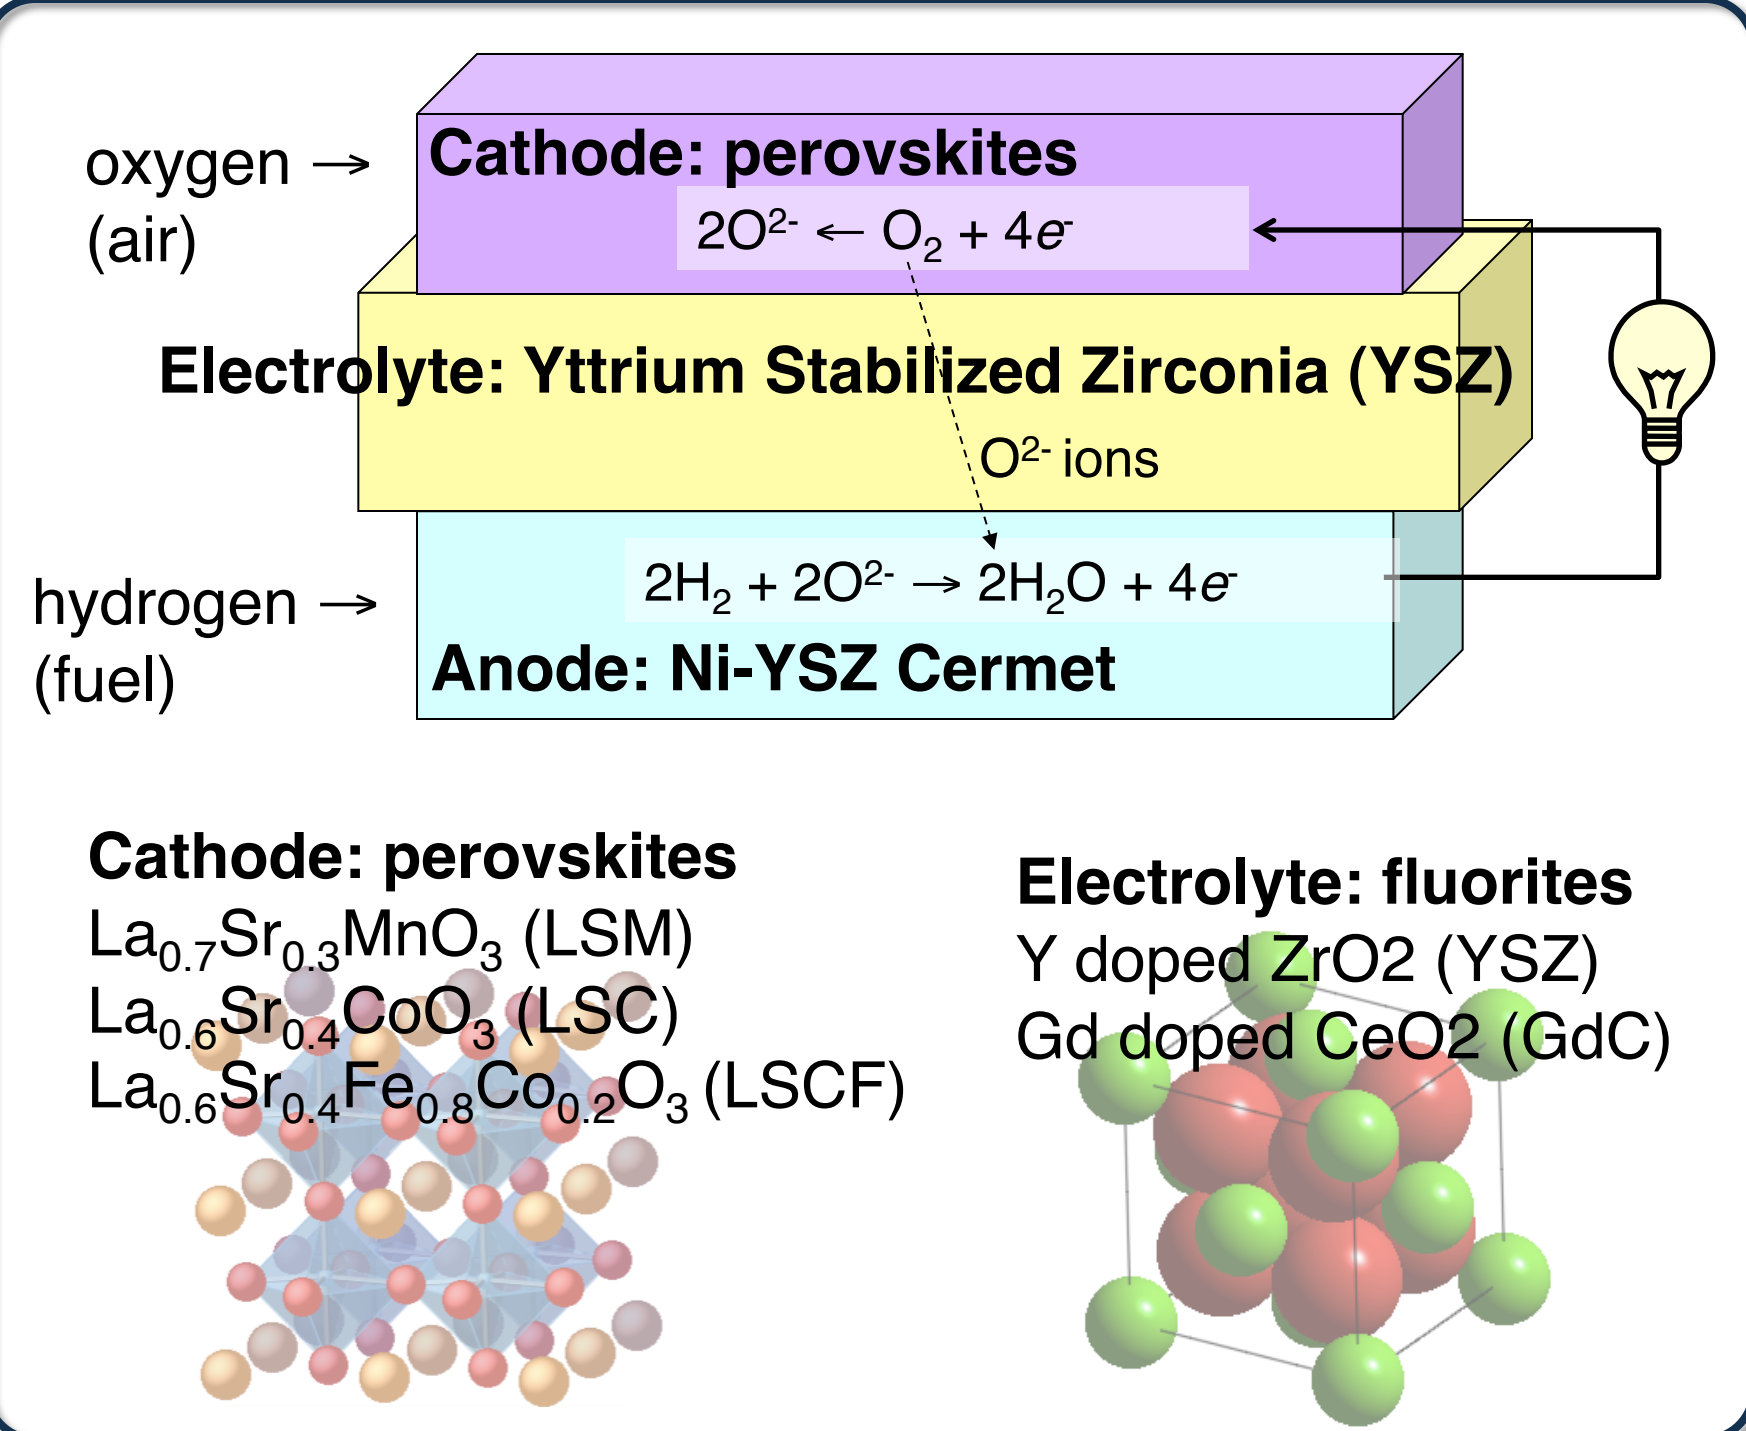 oxygen →
(air)
Cathode: perovskites
2O²⁻ ← O₂ + 4e⁻
Electrolyte: Yttrium Stabilized Zirconia (YSZ)
O²⁻ ions
hydrogen →
(fuel)
2H₂ + 2O²⁻ → 2H₂O + 4e⁻
Anode: Ni-YSZ Cermet
Cathode: perovskites
La₀.₇Sr₀.₃MnO₃ (LSM)
La₀.₆Sr₀.₄CoO₃ (LSC)
La₀.₆Sr₀.₄Fe₀.₈Co₀.₂O₃ (LSCF)
Electrolyte: fluorites
Y doped ZrO2 (YSZ)
Gd doped CeO2 (GdC)